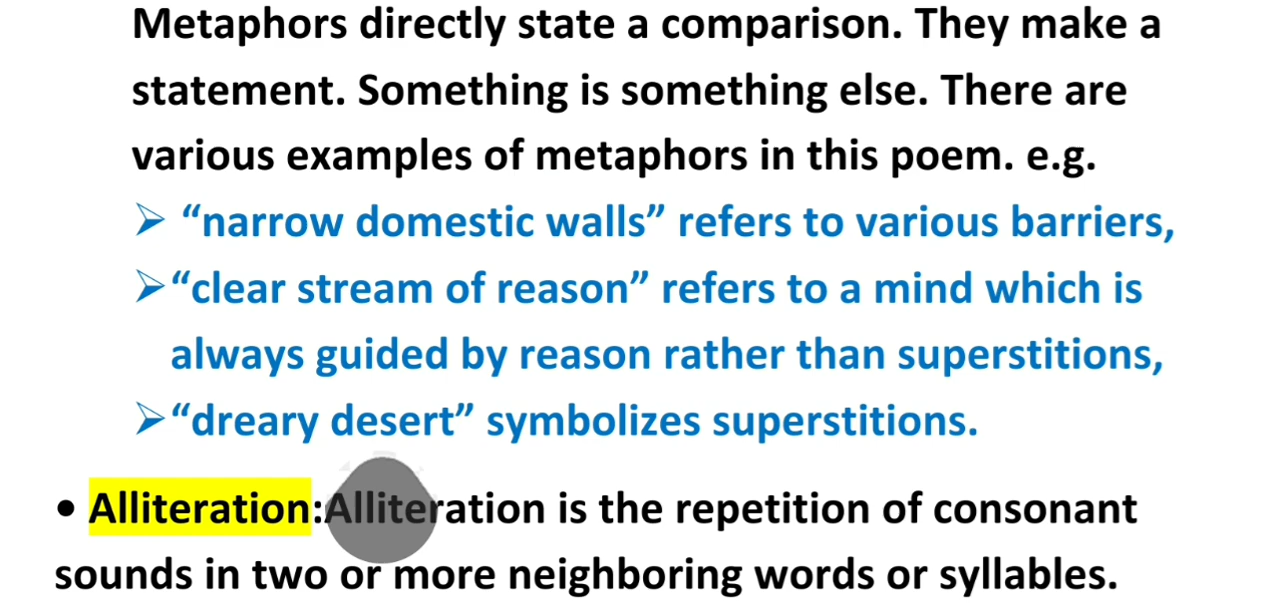 Metaphors directly state a comparison. They make a
statement. Something is something else. There are
various examples of metaphors in this poem. e.g.
➢ “narrow domestic walls” refers to various barriers,
➢ “clear stream of reason” refers to a mind which is
always guided by reason rather than superstitions,
➢ “dreary desert” symbolizes superstitions.
• Alliteration:Alliteration is the repetition of consonant
sounds in two or more neighboring words or syllables.